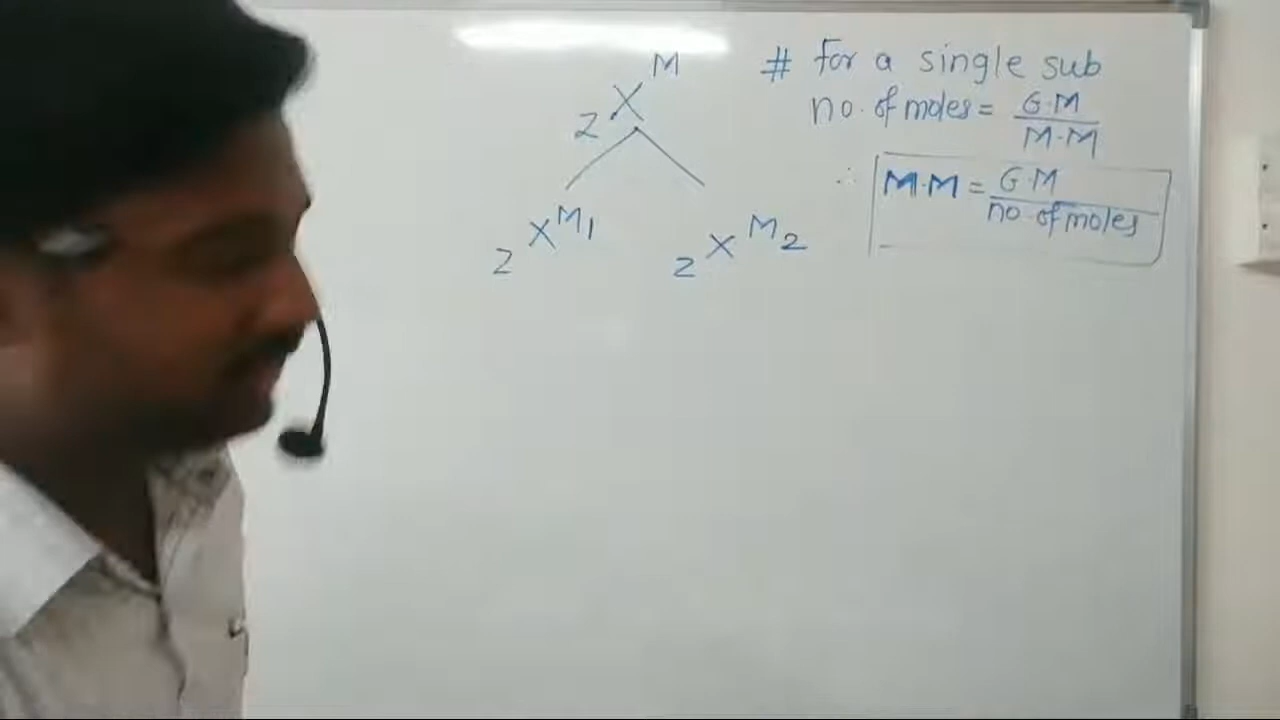 M
X
Z
X M1
Z
X M2
Z
# for a single sub
no. of moles = G.M
M.M
∴ M.M = G.M
no. of moles